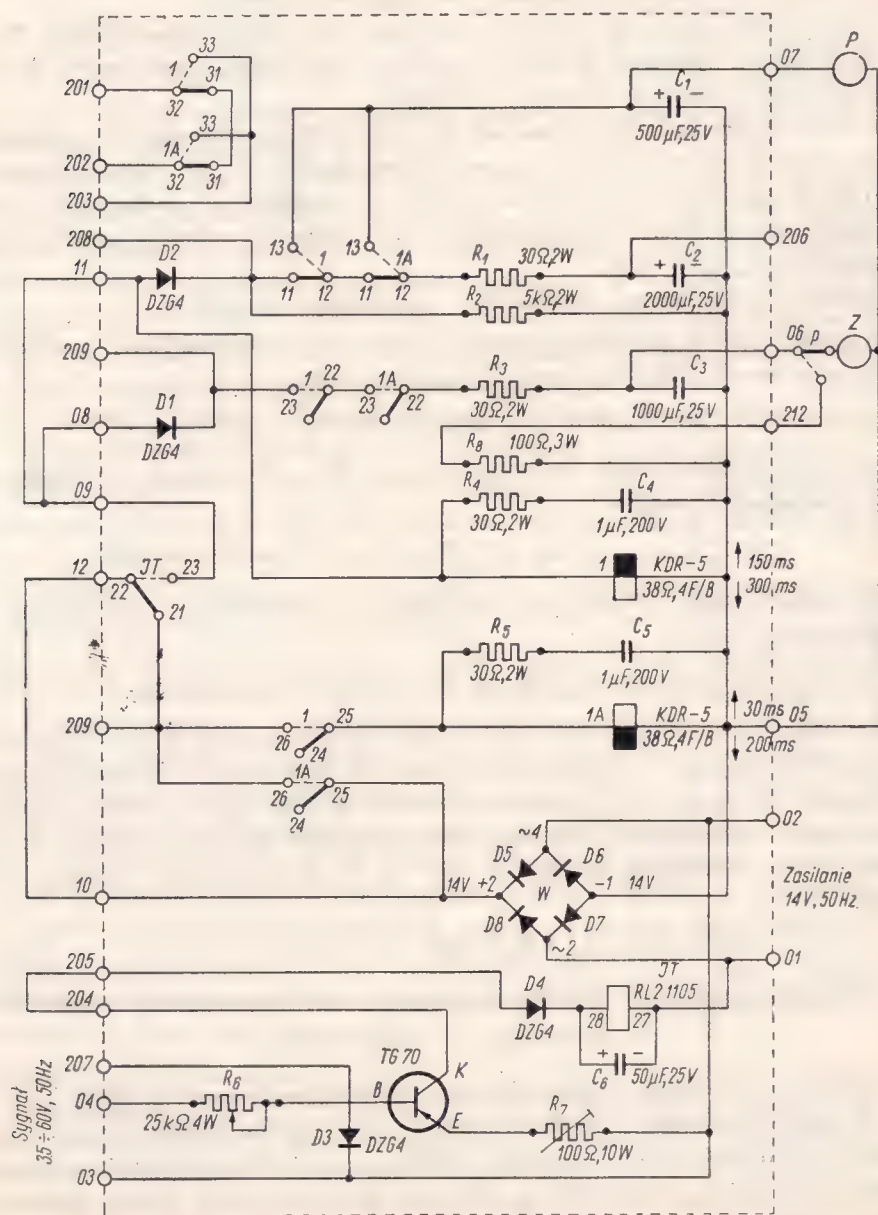 33
1
31
201
32
33
1A
202
32
31
203
208
11
D2
DZG4
209
08
D1
DZG4
09
12
JT
23
22
21
13
1
13
1A
11
12
11
12
R1
30Ω,2W
R2
5kΩ,2W
C1
+ −
500μF,25V
07
P
206
C2
+ −
2000μF,25V
06
p
Z
1
22
1A
23
23
22
R3
30Ω,2W
C3
1000μF,25V
212
R8
100Ω,3W
R4
30Ω,2W
C4
1μF,200V
1
KDR-5
38Ω,4F/B
150 ms
300 ms
R5
30Ω,2W
C5
1μF,200V
209
1
25
26
24
1A
26
25
24
1A
KDR-5
38Ω,4F/B
30 ms
200 ms
05
02
~4
D5
D6
14V +2
W
−1 14V
D8
D7
~2
Zasilanie
14V, 50Hz
01
10
205
204
D4
DZG4
JT
RL21105
28
27
+ −
C6
50μF,25V
207
04
R6
25kΩ 4W
TG70
B
K
E
D3
DZG4
R7
100Ω,10W
03
Sygnał
35÷60V, 50Hz